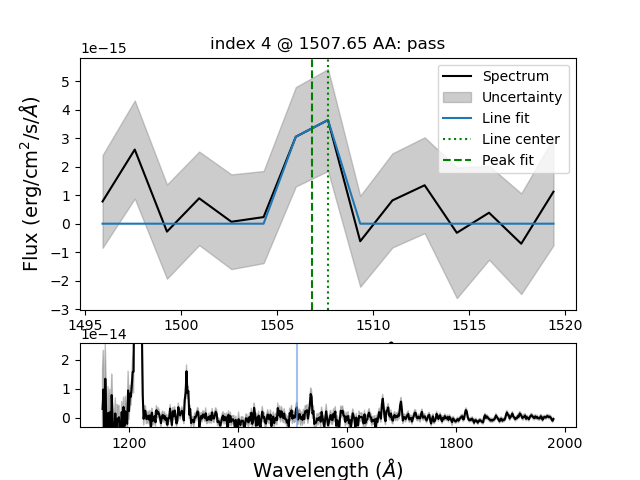 index 4 @ 1507.65 AA: pass
1e−15
Flux (erg/cm²/s/Å)
5
4
3
2
1
0
−1
−2
−3
Spectrum
Uncertainty
Line fit
Line center
Peak fit
1495 1500 1505 1510 1515 1520
1e−14
2
1
0
1200 1400 1600 1800 2000
Wavelength (Å)